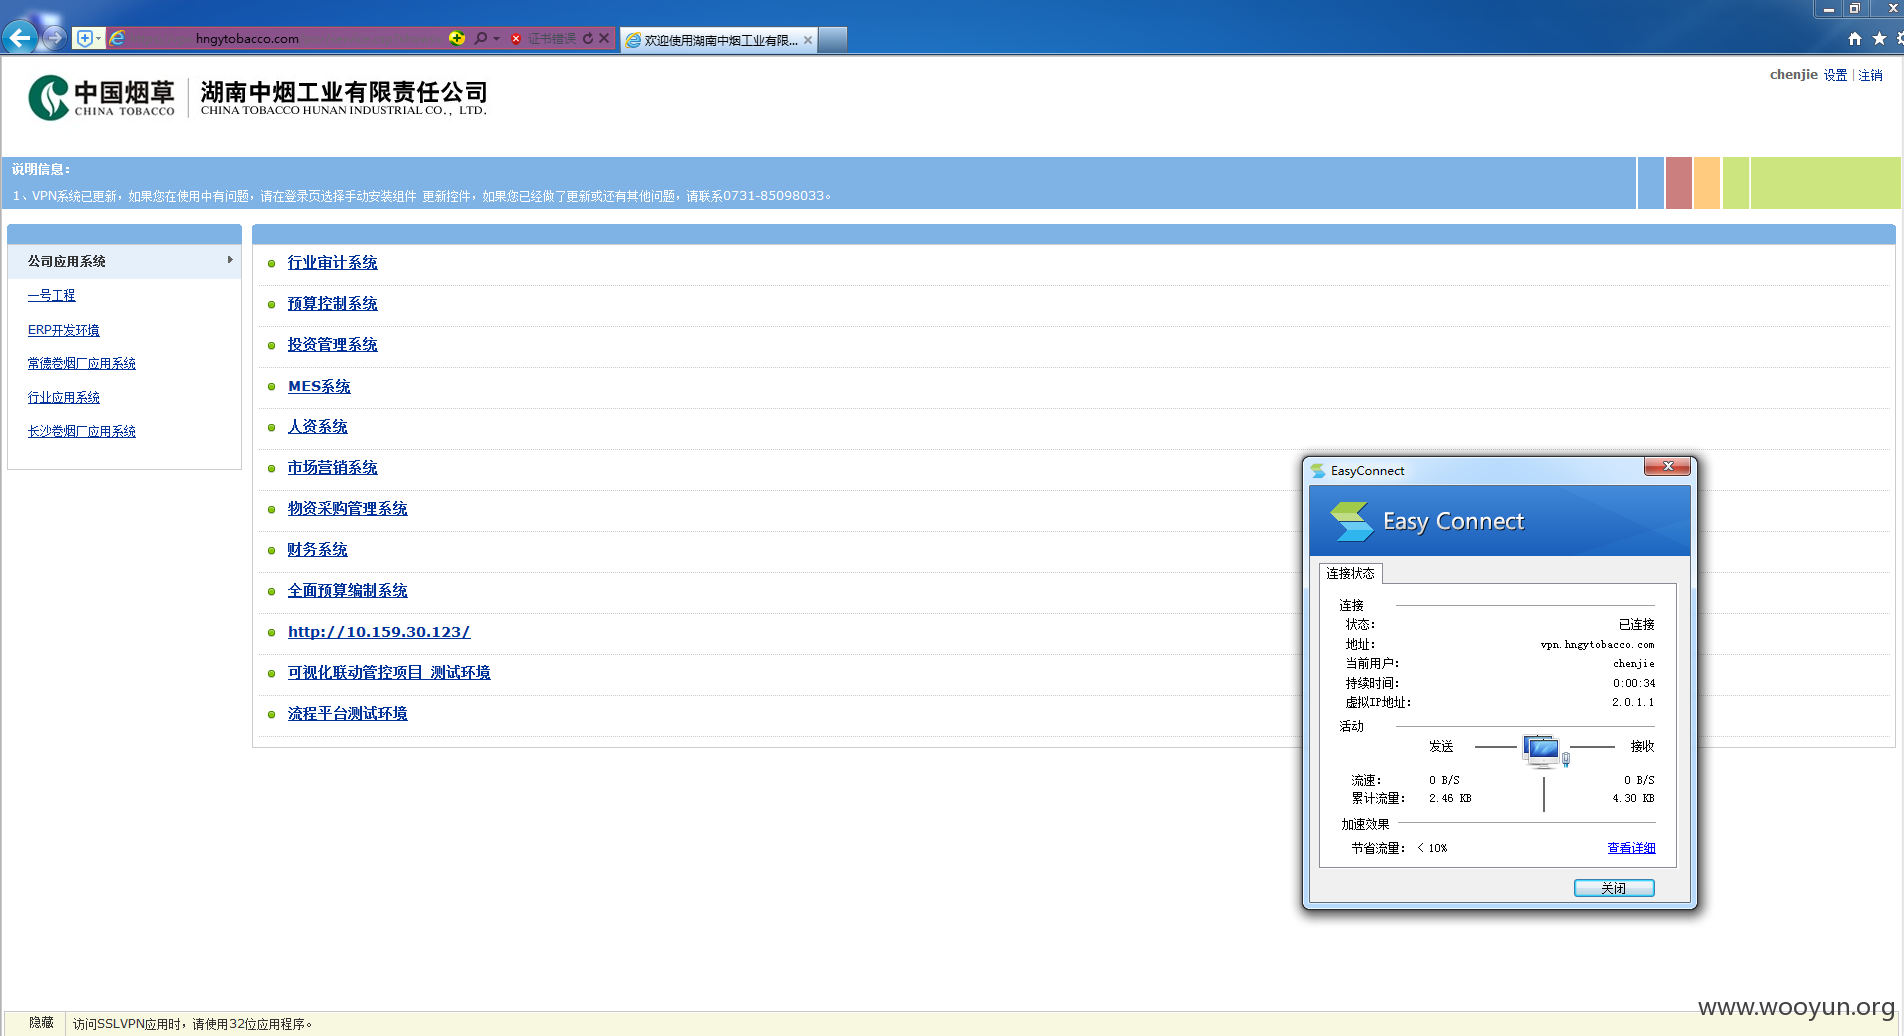 hngytobacco.com
证书错误
欢迎使用湖南中烟工业有限...
中国烟草
CHINA TOBACCO
湖南中烟工业有限责任公司
CHINA TOBACCO HUNAN INDUSTRIAL CO., LTD.
chenjie 设置 | 注销
说明信息：
1、VPN系统已更新，如果您在使用中有问题，请在登录页选择手动安装组件 更新控件，如果您已经做了更新或还有其他问题，请联系0731-85098033。
公司应用系统
一号工程
ERP开发环境
常德卷烟厂应用系统
行业应用系统
长沙卷烟厂应用系统
行业审计系统
预算控制系统
投资管理系统
MES系统
人资系统
市场营销系统
物资采购管理系统
财务系统
全面预算编制系统
http://10.159.30.123/
可视化联动管控项目 测试环境
流程平台测试环境
EasyConnect
Easy Connect
连接状态
连接
状态： 已连接
地址： vpn.hngytobacco.com
当前用户： chenjie
持续时间： 0:00:34
虚拟IP地址： 2.0.1.1
活动
发送 接收
流速： 0 B/S 0 B/S
累计流量： 2.46 KB 4.30 KB
加速效果
节省流量： < 10% 查看详细
关闭
www.wooyun.org
隐藏 访问SSLVPN应用时，请使用32位应用程序。